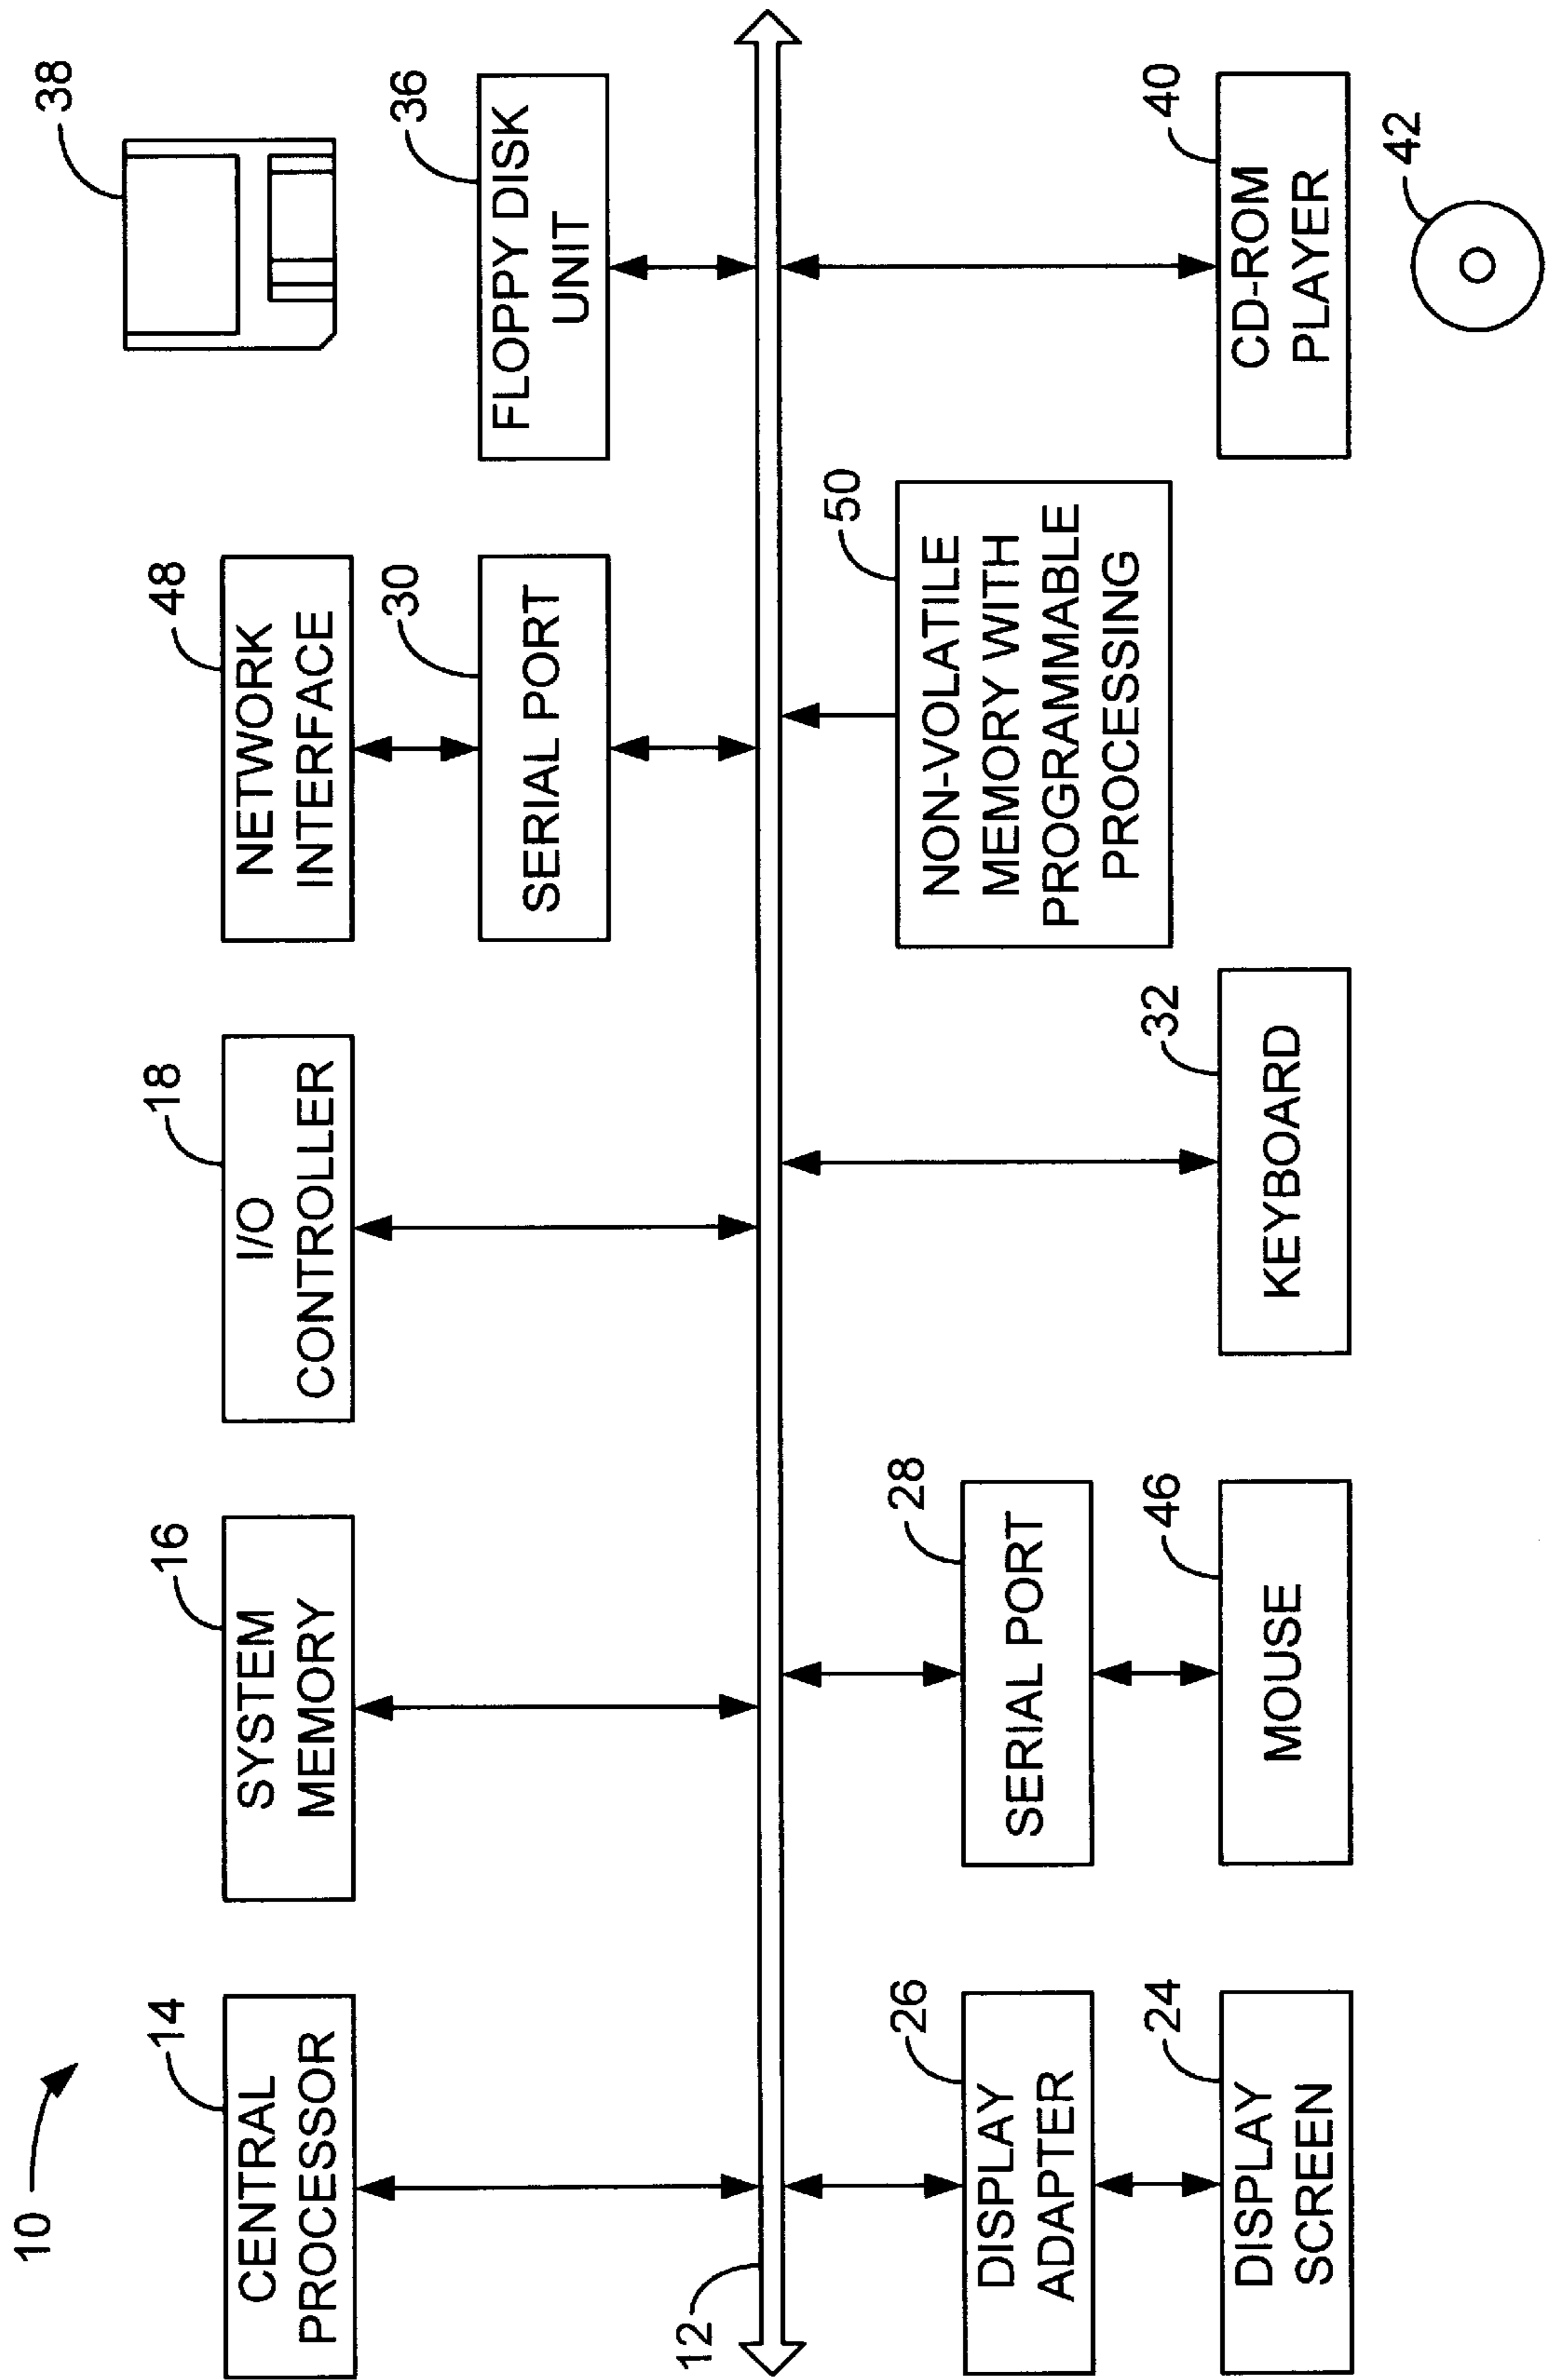 10
14
CENTRAL
PROCESSOR
16
SYSTEM
MEMORY
18
I/O
CONTROLLER
48
NETWORK
INTERFACE
30
SERIAL PORT
38
36
FLOPPY DISK
UNIT
12
26
DISPLAY
ADAPTER
24
DISPLAY
SCREEN
28
SERIAL PORT
46
MOUSE
32
KEYBOARD
50
NON-VOLATILE
MEMORY WITH
PROGRAMMABLE
PROCESSING
40
CD-ROM
PLAYER
42